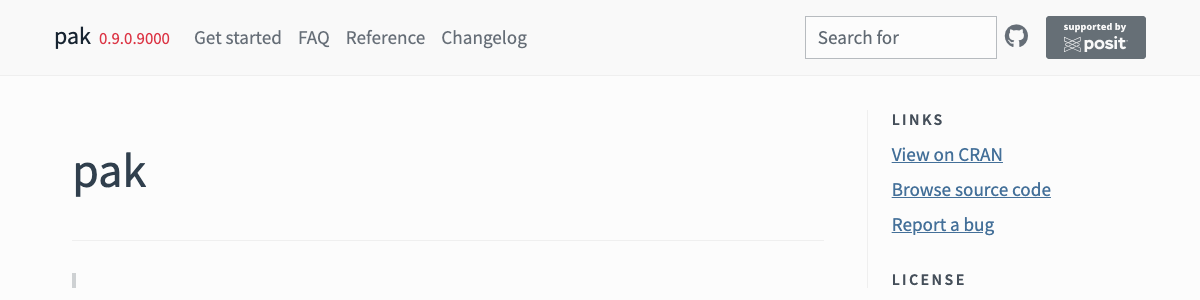 pak 0.9.0.9000 Get started FAQ Reference Changelog Search for supported by posit
pak
LINKS
View on CRAN
Browse source code
Report a bug
LICENSE